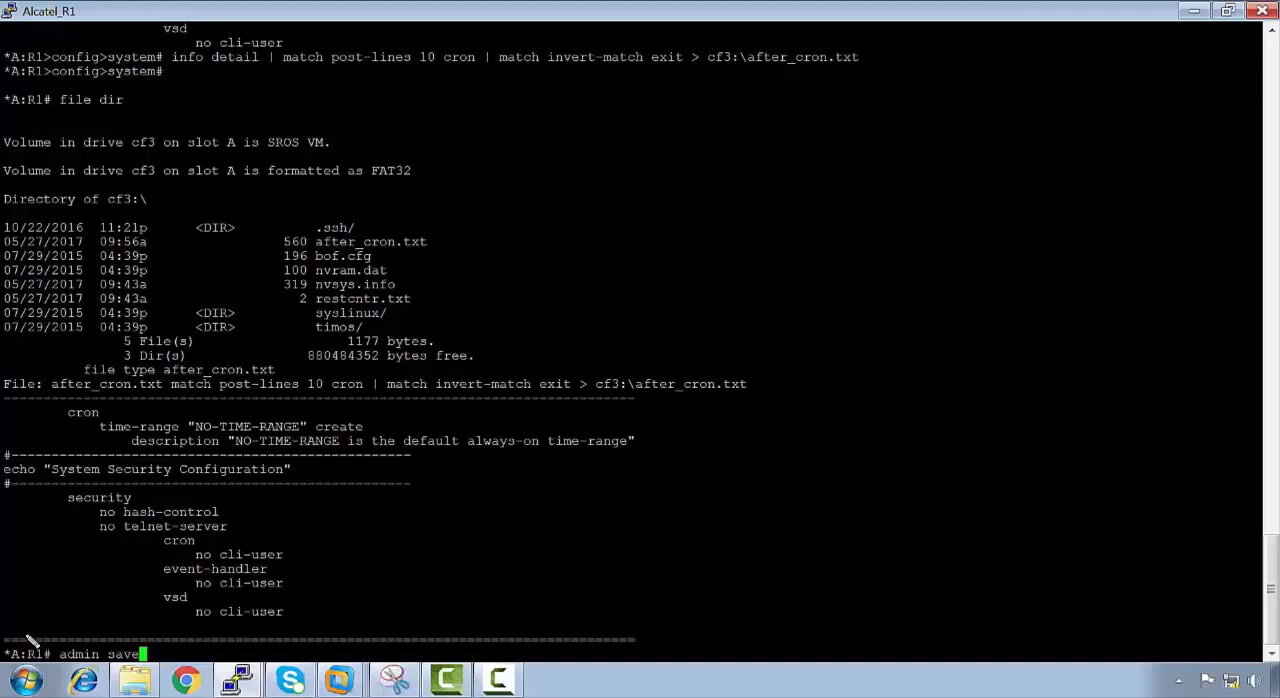 Alcatel_R1
vsd
no cli-user
*A:R1>config>system# info detail | match post-lines 10 cron | match invert-match exit > cf3:\after_cron.txt
*A:R1>config>system#
*A:R1# file dir
Volume in drive cf3 on slot A is SROS VM.
Volume in drive cf3 on slot A is formatted as FAT32
Directory of cf3:\
10/22/2016  11:21p      <DIR>          .ssh/
05/27/2017  09:56a                 560 after_cron.txt
07/29/2015  04:39p                 196 bof.cfg
07/29/2015  04:39p                 100 nvram.dat
05/27/2017  09:43a                 319 nvsys.info
05/27/2017  09:43a                   2 restcntr.txt
07/29/2015  04:39p      <DIR>          syslinux/
07/29/2015  04:39p      <DIR>          timos/
5 File(s)                   1177 bytes.
3 Dir(s)               880484352 bytes free.
file type after_cron.txt
File: after_cron.txt match post-lines 10 cron | match invert-match exit > cf3:\after_cron.txt
-------------------------------------------------------------------------------
cron
time-range "NO-TIME-RANGE" create
description "NO-TIME-RANGE is the default always-on time-range"
#--------------------------------------------------
echo "System Security Configuration"
#--------------------------------------------------
security
no hash-control
no telnet-server
cron
no cli-user
event-handler
no cli-user
vsd
no cli-user
===============================================================================
*A:R1# admin save